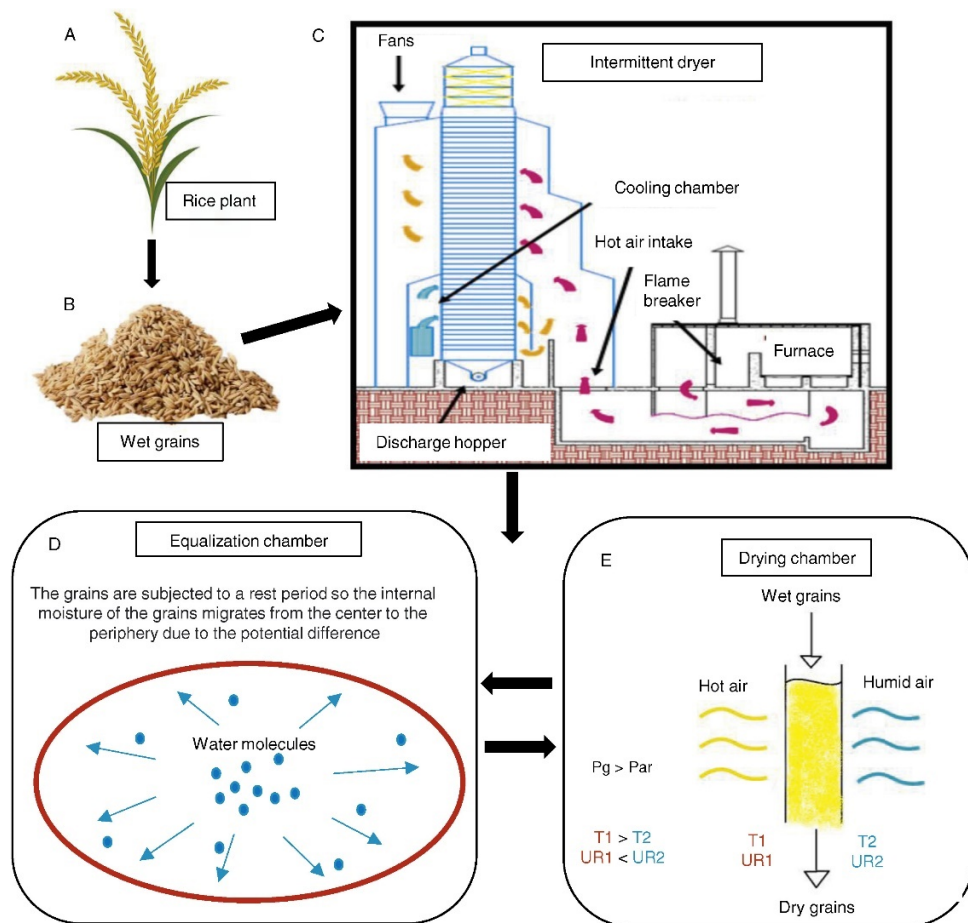 A
Rice plant
B
Wet grains
C
Fans
Intermittent dryer
Cooling chamber
Hot air intake
Flame
breaker
Furnace
Discharge hopper
D
Equalization chamber
The grains are subjected to a rest period so the internal
moisture of the grains migrates from the center to the
periphery due to the potential difference
Water molecules
E
Drying chamber
Wet grains
Hot air
Humid air
Pg > Par
T1 > T2
UR1 < UR2
T1
UR1
T2
UR2
Dry grains